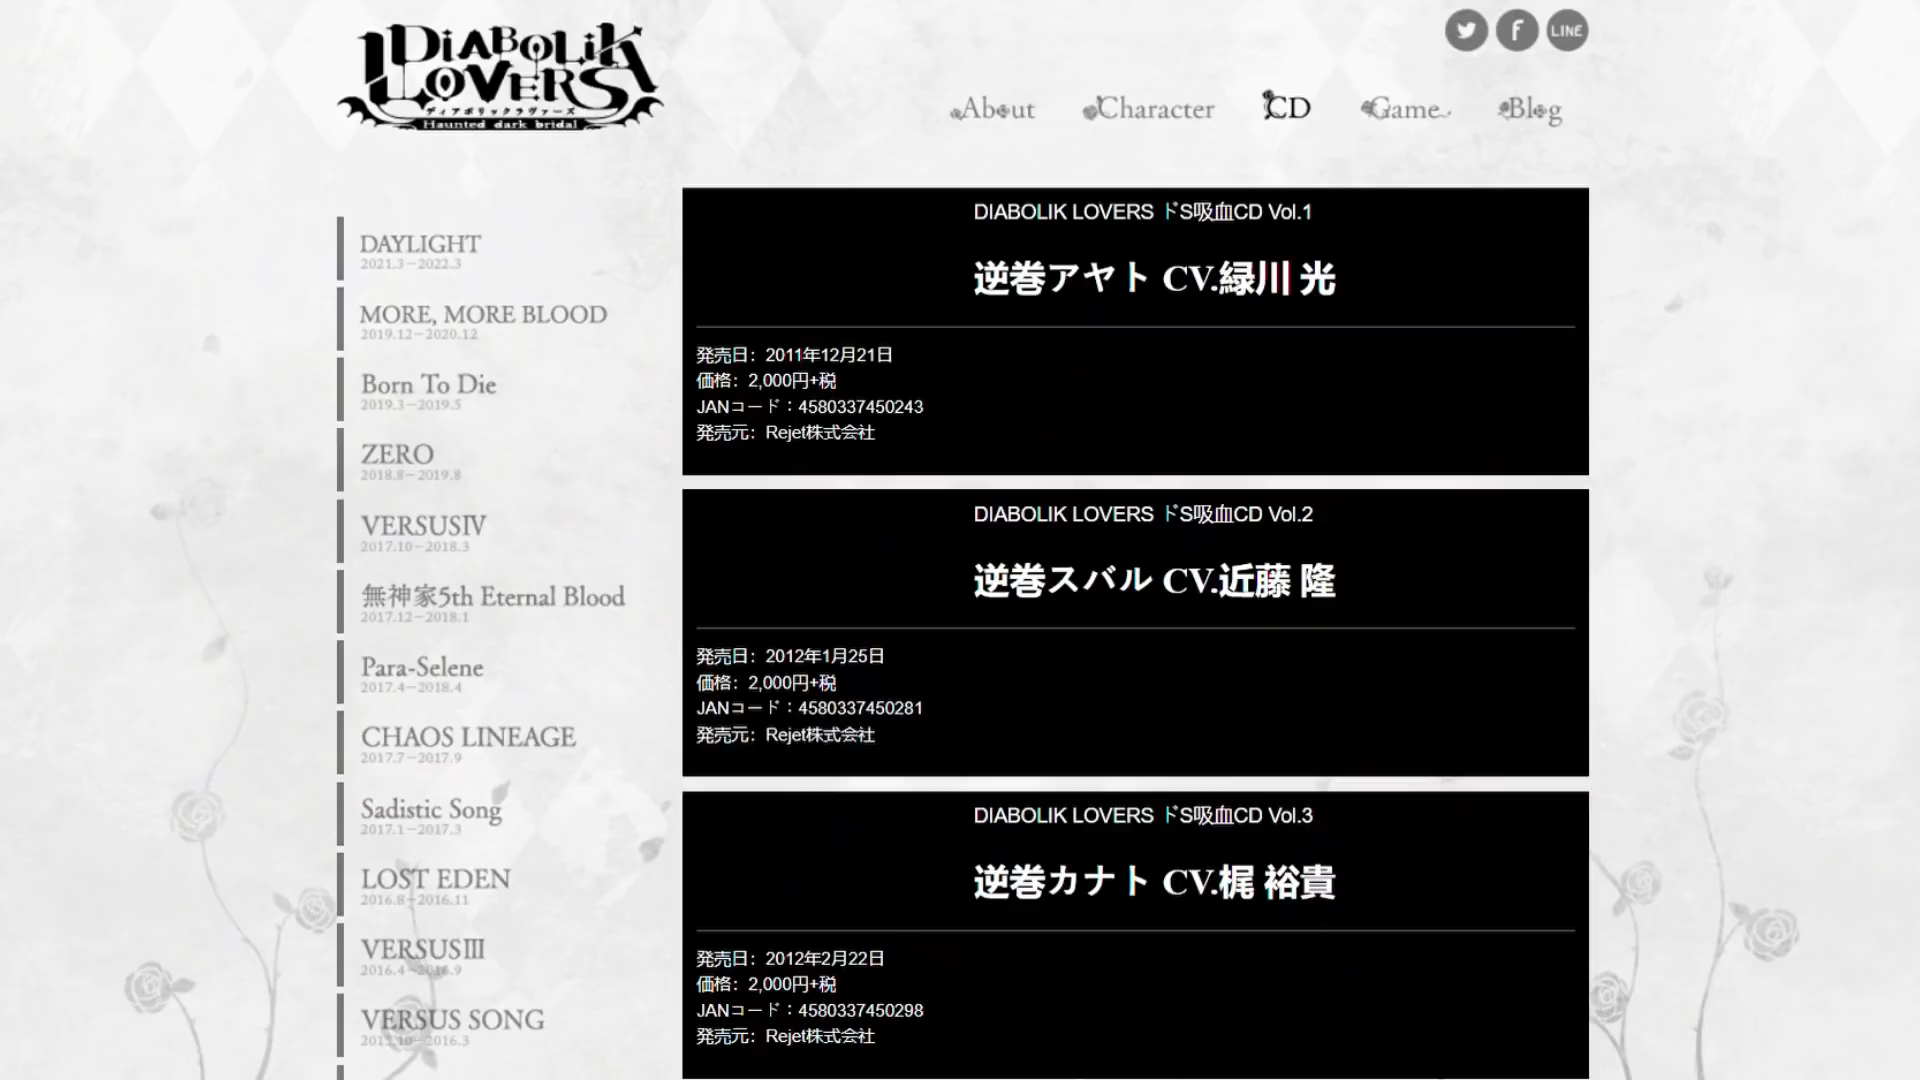 DIABOLIK LOVERS
ディアボリックラヴァーズ
Haunted dark bridal
LINE
About
Character
CD
Game
Blog
DAYLIGHT
2021.3－2022.3
MORE, MORE BLOOD
2019.12－2020.12
Born To Die
2019.3－2019.5
ZERO
2018.8－2019.8
VERSUSⅣ
2017.10－2018.3
無神家5th Eternal Blood
2017.12－2018.1
Para-Selene
2017.4－2018.4
CHAOS LINEAGE
2017.7－2017.9
Sadistic Song
2017.1－2017.3
LOST EDEN
2016.8－2016.11
VERSUSⅢ
2016.4－2016.9
VERSUS SONG
2015.10－2016.3
DIABOLIK LOVERS ドS吸血CD Vol.1
逆巻アヤト CV.緑川 光
発売日：2011年12月21日
価格：2,000円+税
JANコード：4580337450243
発売元：Rejet株式会社
DIABOLIK LOVERS ドS吸血CD Vol.2
逆巻スバル CV.近藤 隆
発売日：2012年1月25日
価格：2,000円+税
JANコード：4580337450281
発売元：Rejet株式会社
DIABOLIK LOVERS ドS吸血CD Vol.3
逆巻カナト CV.梶 裕貴
発売日：2012年2月22日
価格：2,000円+税
JANコード：4580337450298
発売元：Rejet株式会社